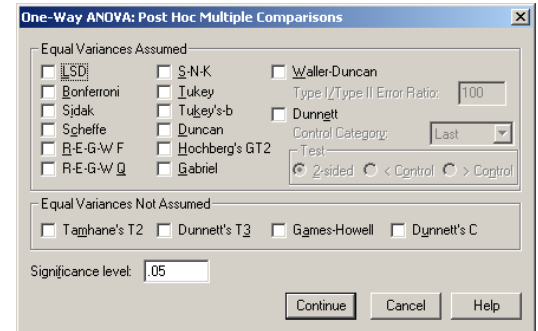 One-Way ANOVA: Post Hoc Multiple Comparisons
Equal Variances Assumed
LSD S-N-K Waller-Duncan
Bonferroni Tukey Type I/Type II Error Ratio: 100
Sidak Tukey's-b Dunnett
Scheffe Duncan Control Category: Last
R-E-G-W F Hochberg's GT2 Test
R-E-G-W Q Gabriel 2-sided < Control > Control
Equal Variances Not Assumed
Tamhane's T2 Dunnett's T3 Games-Howell Dunnett's C
Significance level: .05
Continue Cancel Help